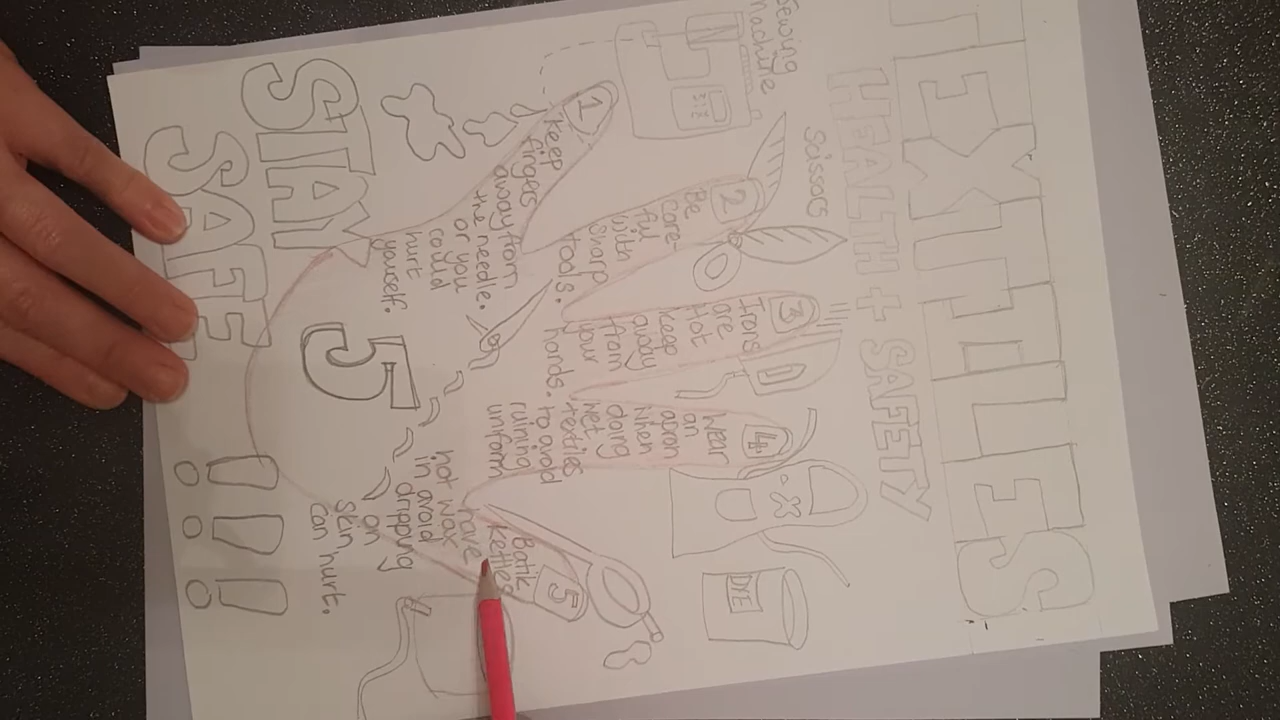 TEXTILES
HEALTH + SAFETY
Sewing
Machine
Scissors
1
keep
fingers
away from
the needle.
or you
could
hurt
yourself.
2
Be
care-
ful
with
sharp
tools.
3
Irons
are
Hot
keep
away
from
your
hands.
4
Wear
an
apron
when
doing
wet
textiles
to avoid
ruining
uniform
5
Batik
kettles
have
hot wax
in avoid
dripping
on
skin,
can hurt.
DYE
5
STAY
SAFE
!!!